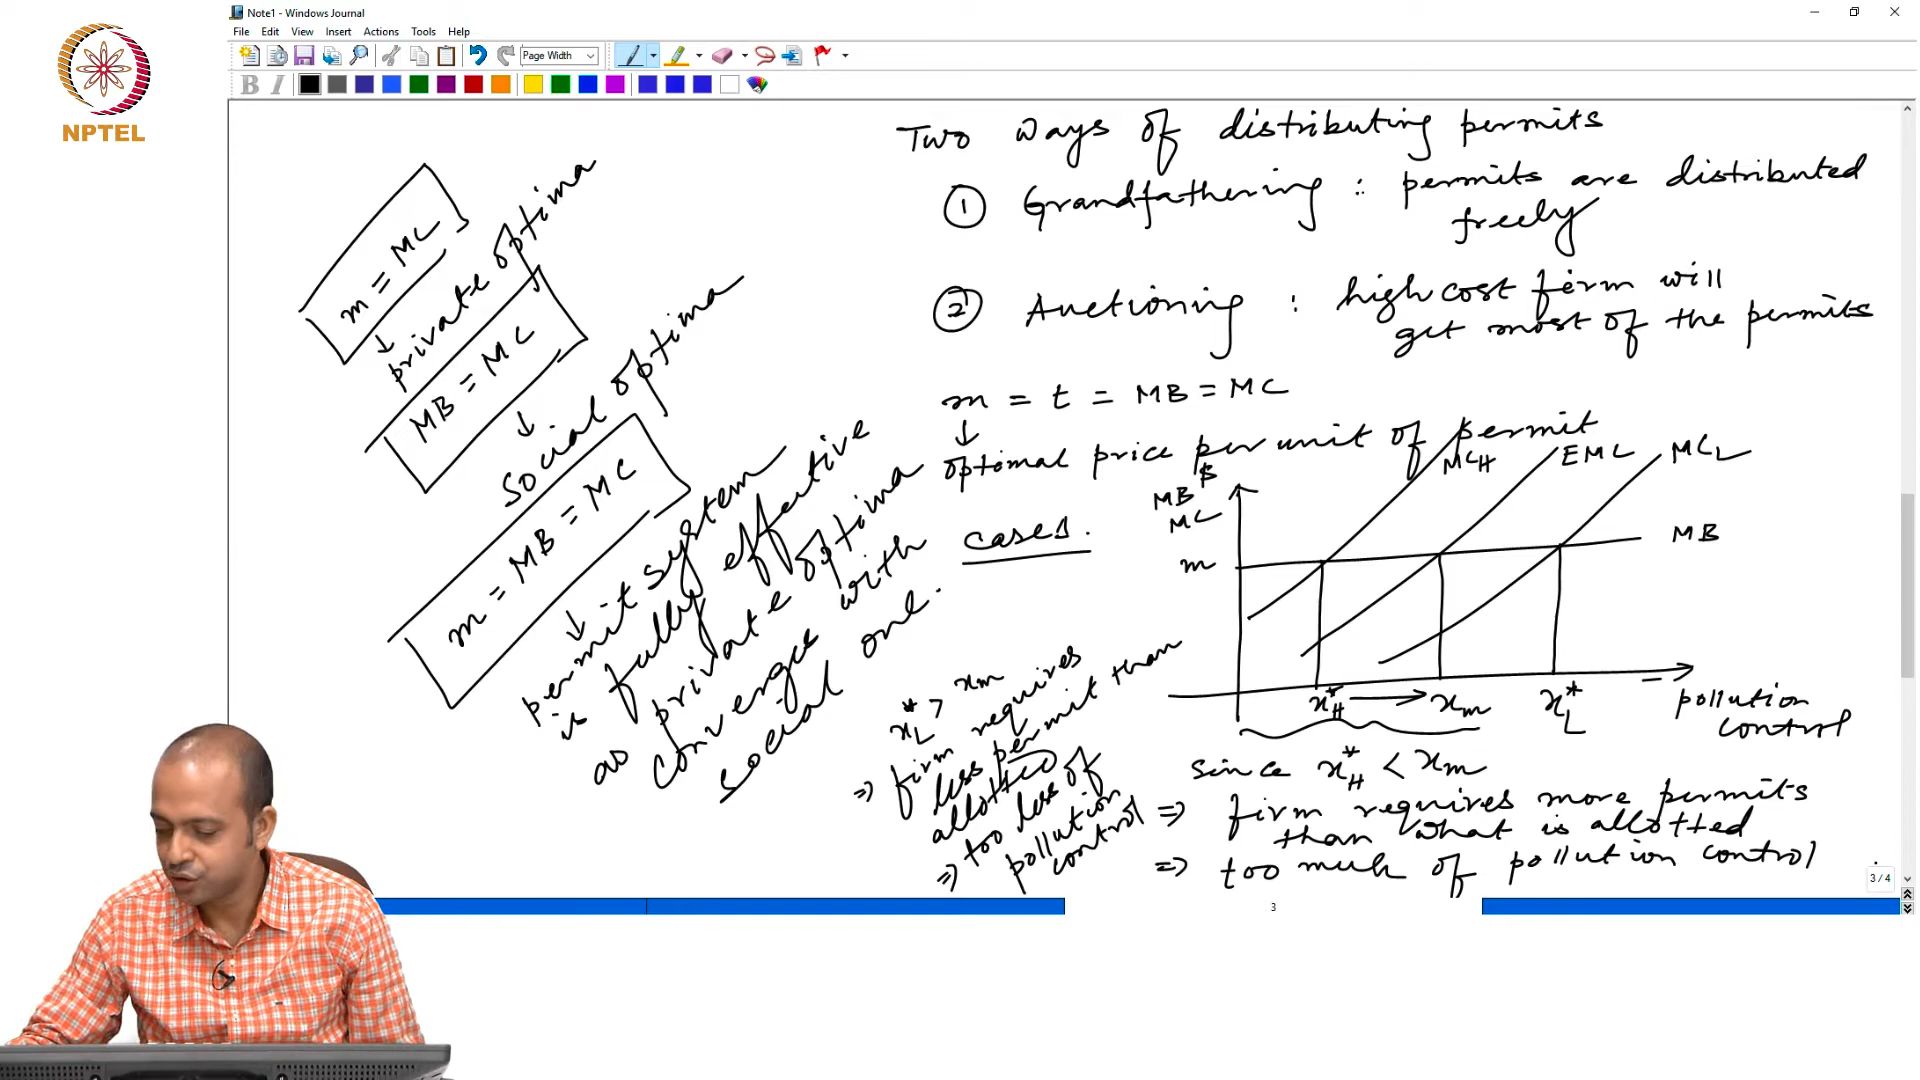 Note1 - Windows Journal
File Edit View Insert Actions Tools Help
Page Width
B I
NPTEL
Two ways of distributing permits
① Grandfathering : permits are distributed
freely
② Auctioning : high cost firm will
get most of the permits
m = t = MB = MC
↓
optimal price per unit of permit
cases.
m = MC
↓
private optima
MB = MC
↓
social optima
m = MB = MC
↓
permit system
is fully effective
as private optima
converges with
social one.
$
MB
MC
m
MCH
EMC
MCL
MB
x*H → xm
x*L
pollution
control
x*L > xm
⇒ firm requires
less permit than
allotted
⇒ too less of
pollution
control
since x*H < xm
⇒ firm requires more permits
than what is allotted
⇒ too much of pollution control
3 / 4
3